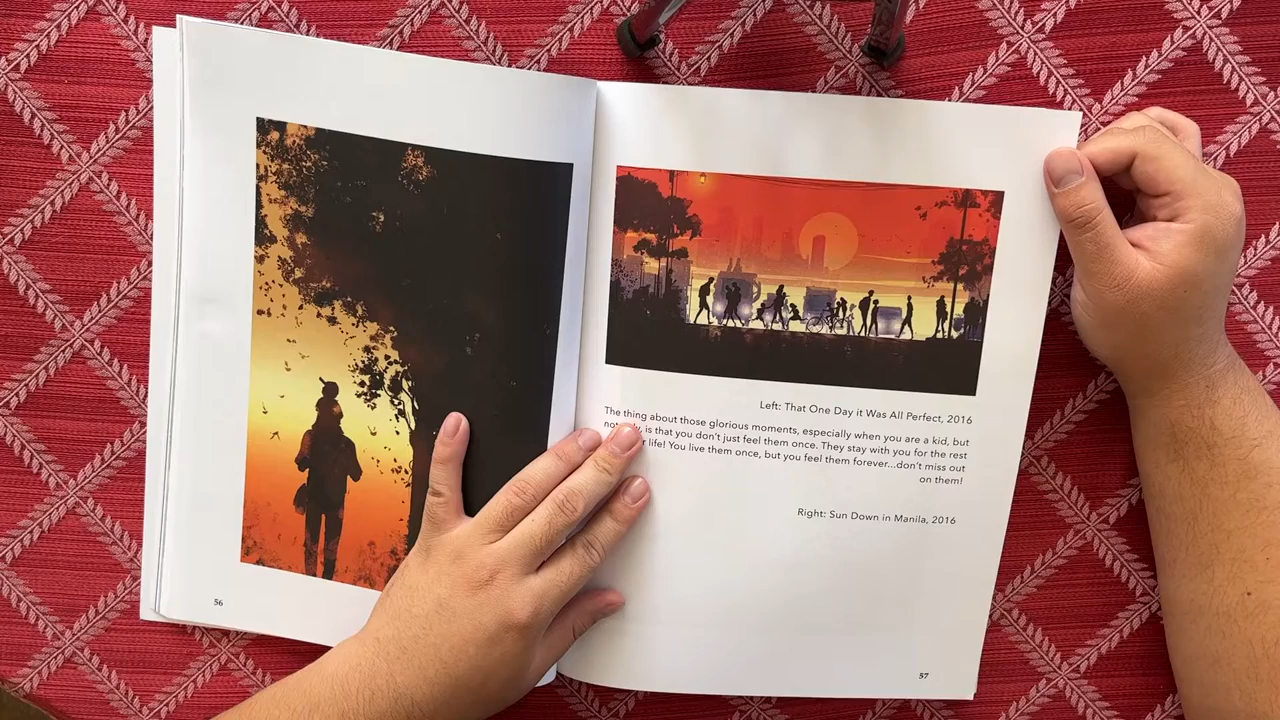 56
Left: That One Day it Was All Perfect, 2016
The thing about those glorious moments, especially when you are a kid, but
is that you don't just feel them once. They stay with you for the rest
life! You live them once, but you feel them forever...don't miss out
on them!
Right: Sun Down in Manila, 2016
57